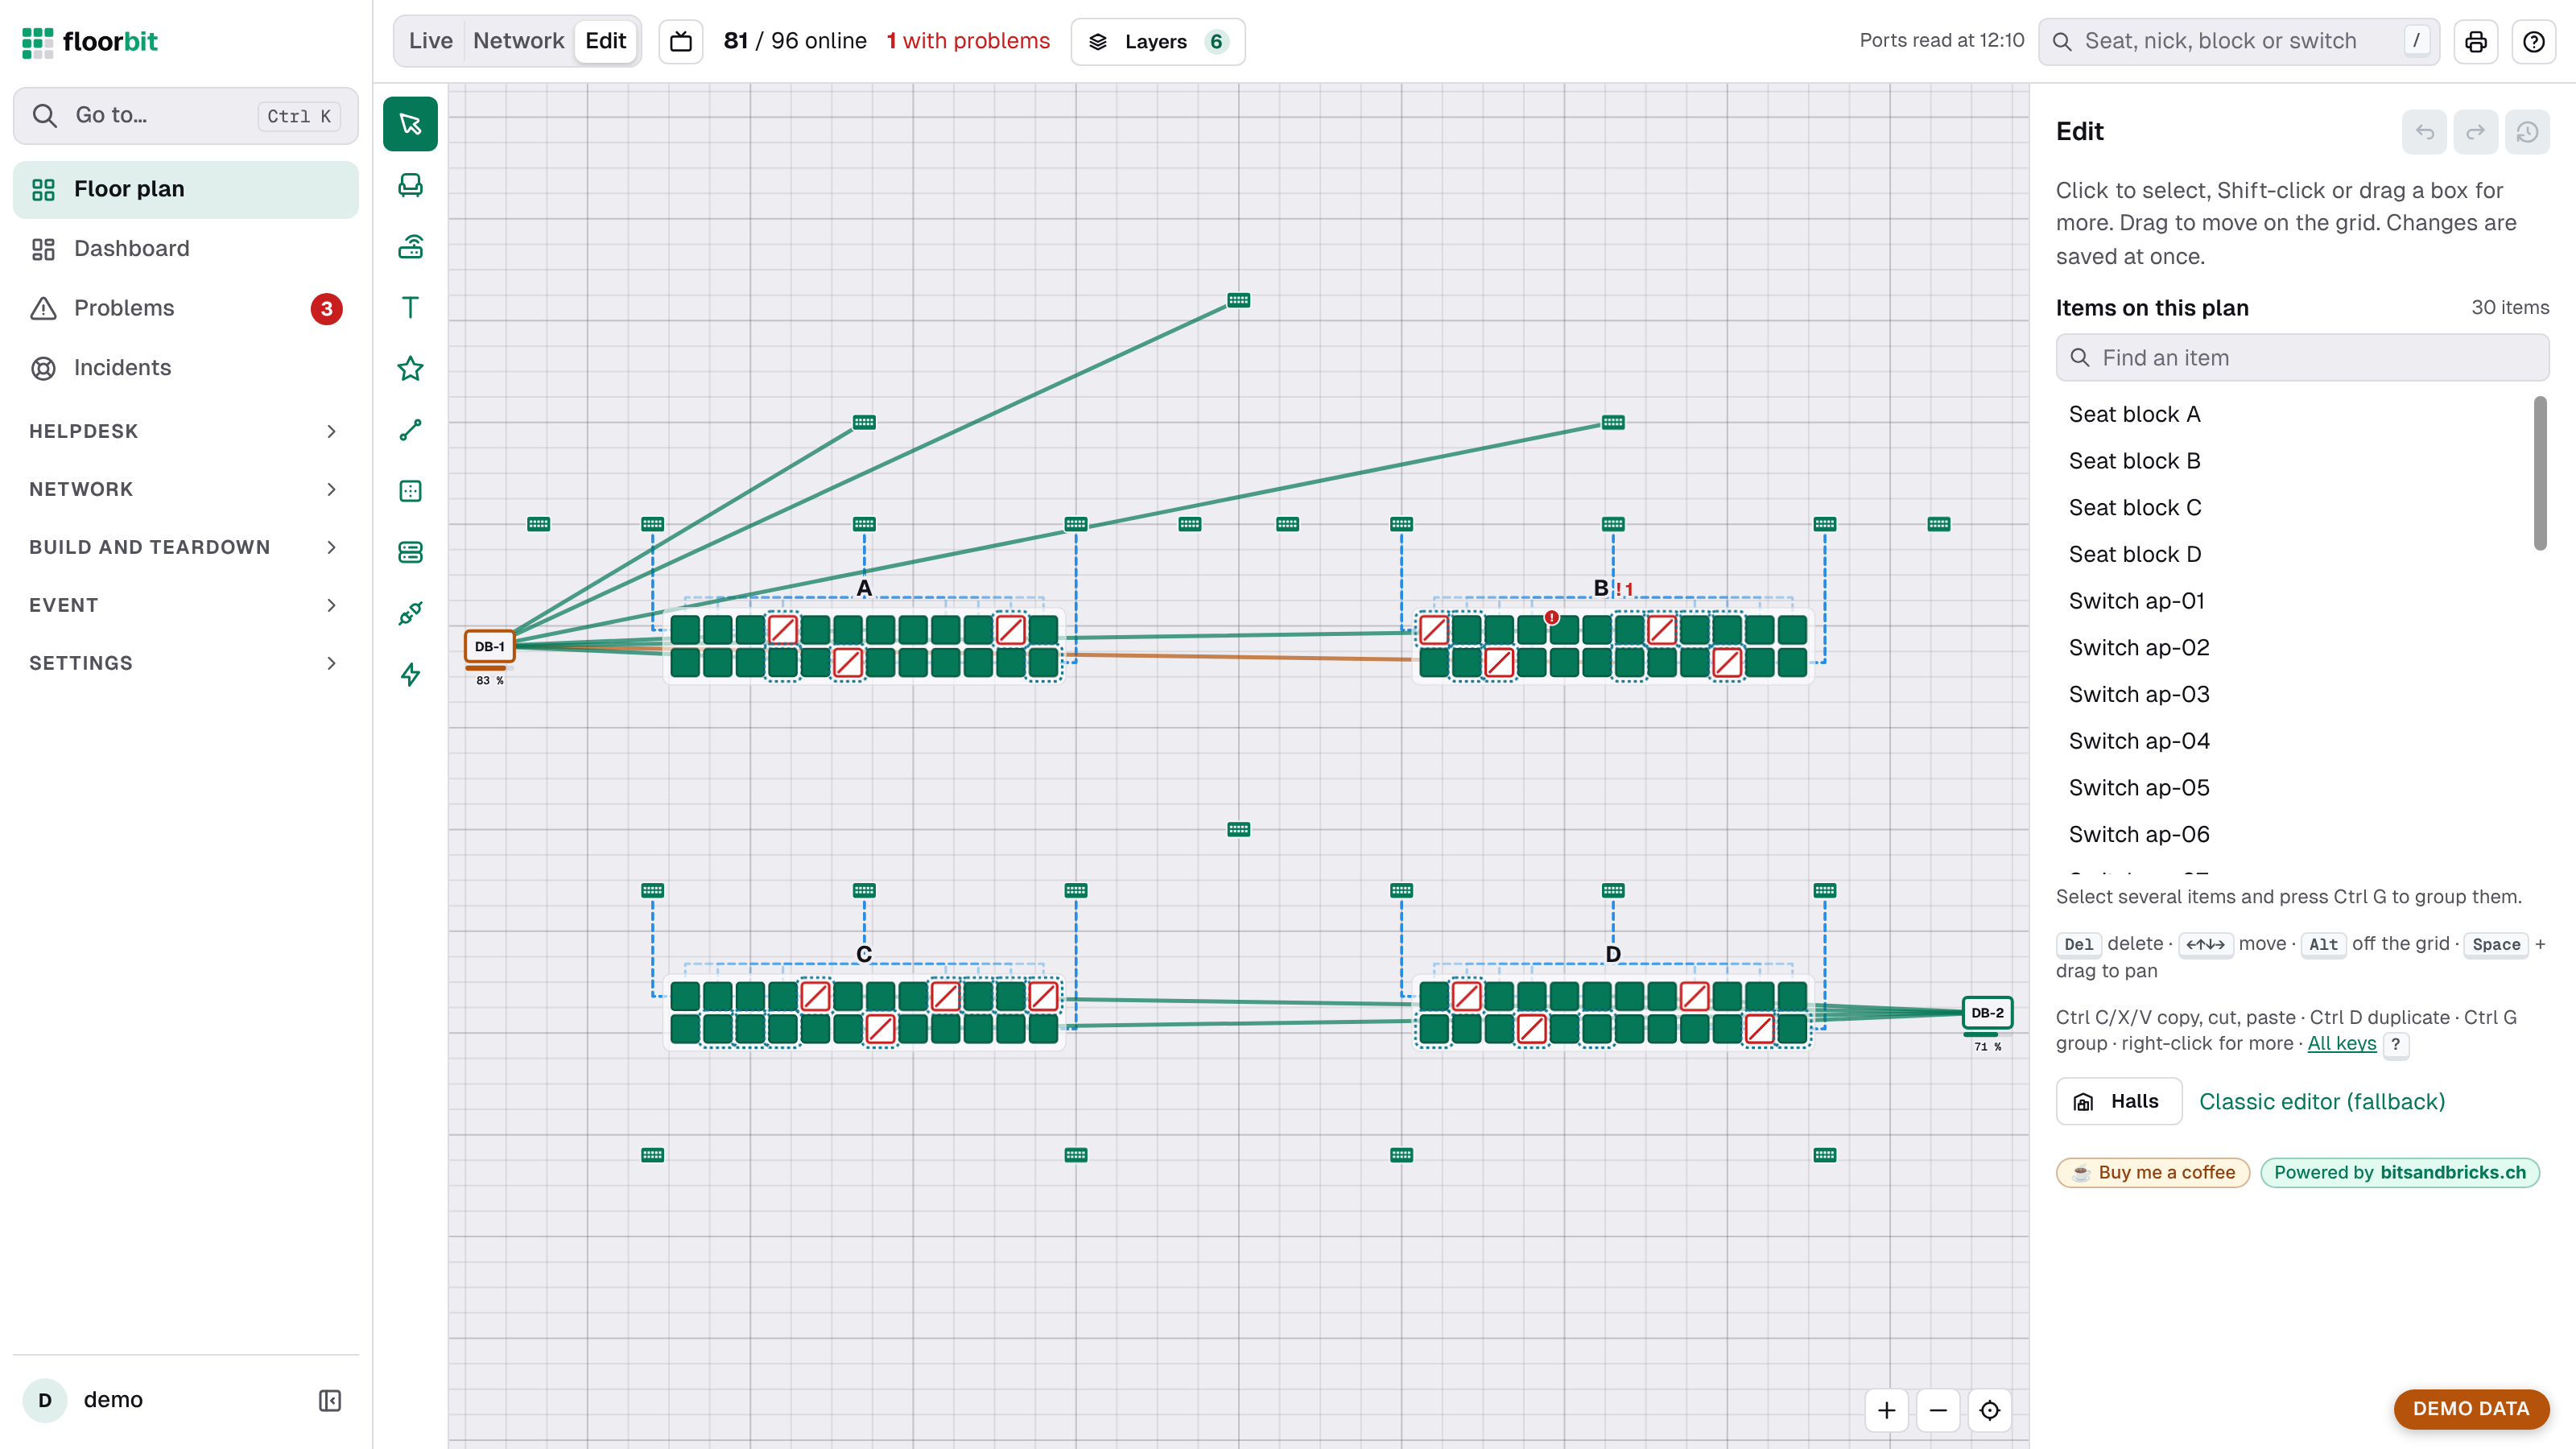 floorbit
Go to...
Ctrl K
Floor plan
Dashboard
Problems
3
Incidents
HELPDESK
NETWORK
BUILD AND TEARDOWN
EVENT
SETTINGS
D
demo
Live
Network
Edit
81 / 96 online
1 with problems
Layers
6
Ports read at 12:10
Seat, nick, block or switch
/
A
B !1
!
DB-1
83 %
C
D
DB-2
71 %
Edit
Click to select, Shift-click or drag a box for
more. Drag to move on the grid. Changes are
saved at once.
Items on this plan
30 items
Find an item
Seat block A
Seat block B
Seat block C
Seat block D
Switch ap-01
Switch ap-02
Switch ap-03
Switch ap-04
Switch ap-05
Switch ap-06
Select several items and press Ctrl G to group them.
Del delete · ←↑↓→ move · Alt off the grid · Space +
drag to pan
Ctrl C/X/V copy, cut, paste · Ctrl D duplicate · Ctrl G
group · right-click for more · All keys ?
Halls
Classic editor (fallback)
☕ Buy me a coffee
Powered by bitsandbricks.ch
DEMO DATA